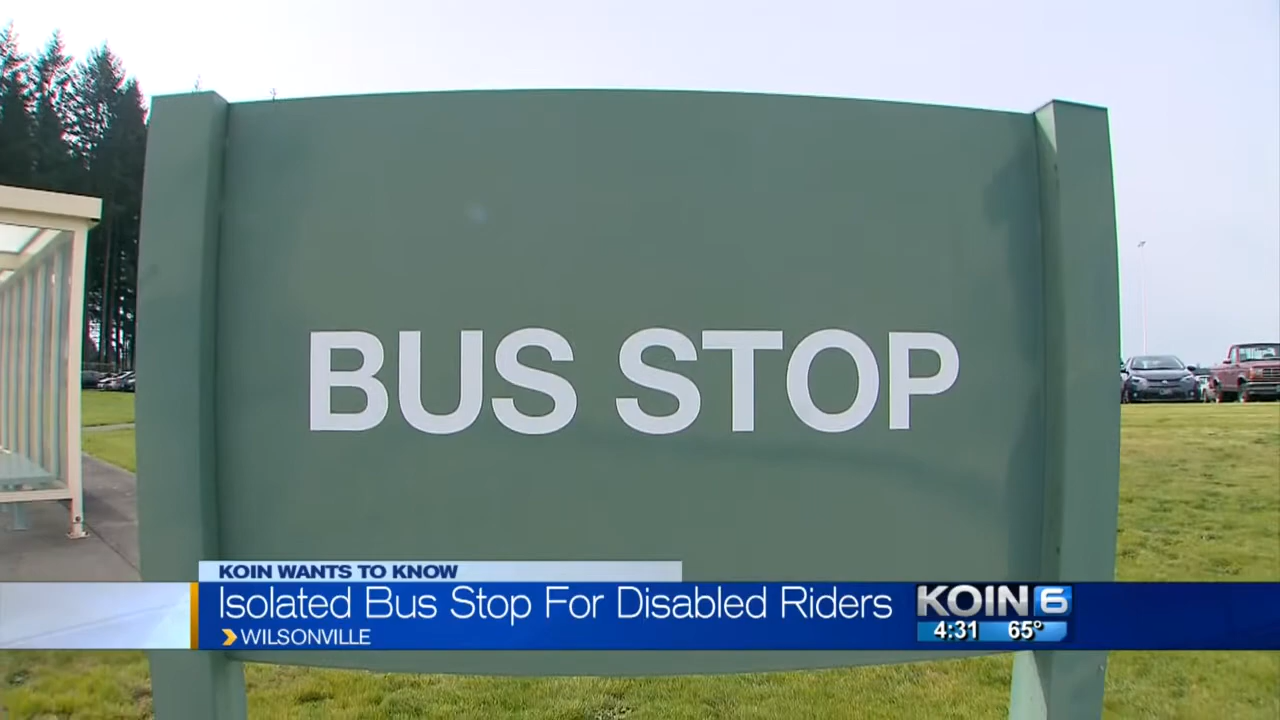 BUS STOP
KOIN WANTS TO KNOW
Isolated Bus Stop For Disabled Riders
WILSONVILLE
KOIN 6
4:31 65°